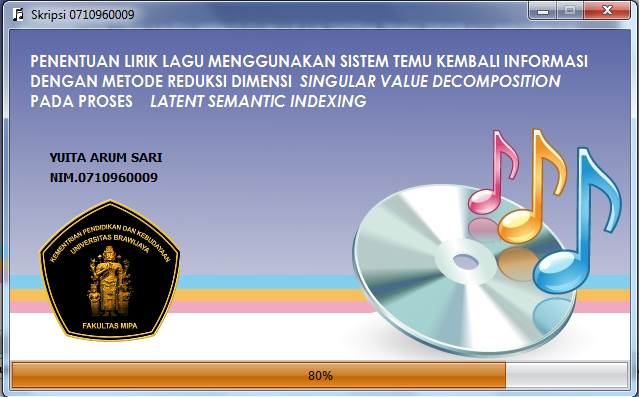 Skripsi 0710960009
PENENTUAN LIRIK LAGU MENGGUNAKAN SISTEM TEMU KEMBALI INFORMASI
DENGAN METODE REDUKSI DIMENSI SINGULAR VALUE DECOMPOSITION
PADA PROSES LATENT SEMANTIC INDEXING
YUITA ARUM SARI
NIM.0710960009
KEMENTRIAN PENDIDIKAN DAN KEBUDAYAAN
UNIVERSITAS BRAWIJAYA
FAKULTAS MIPA
80%